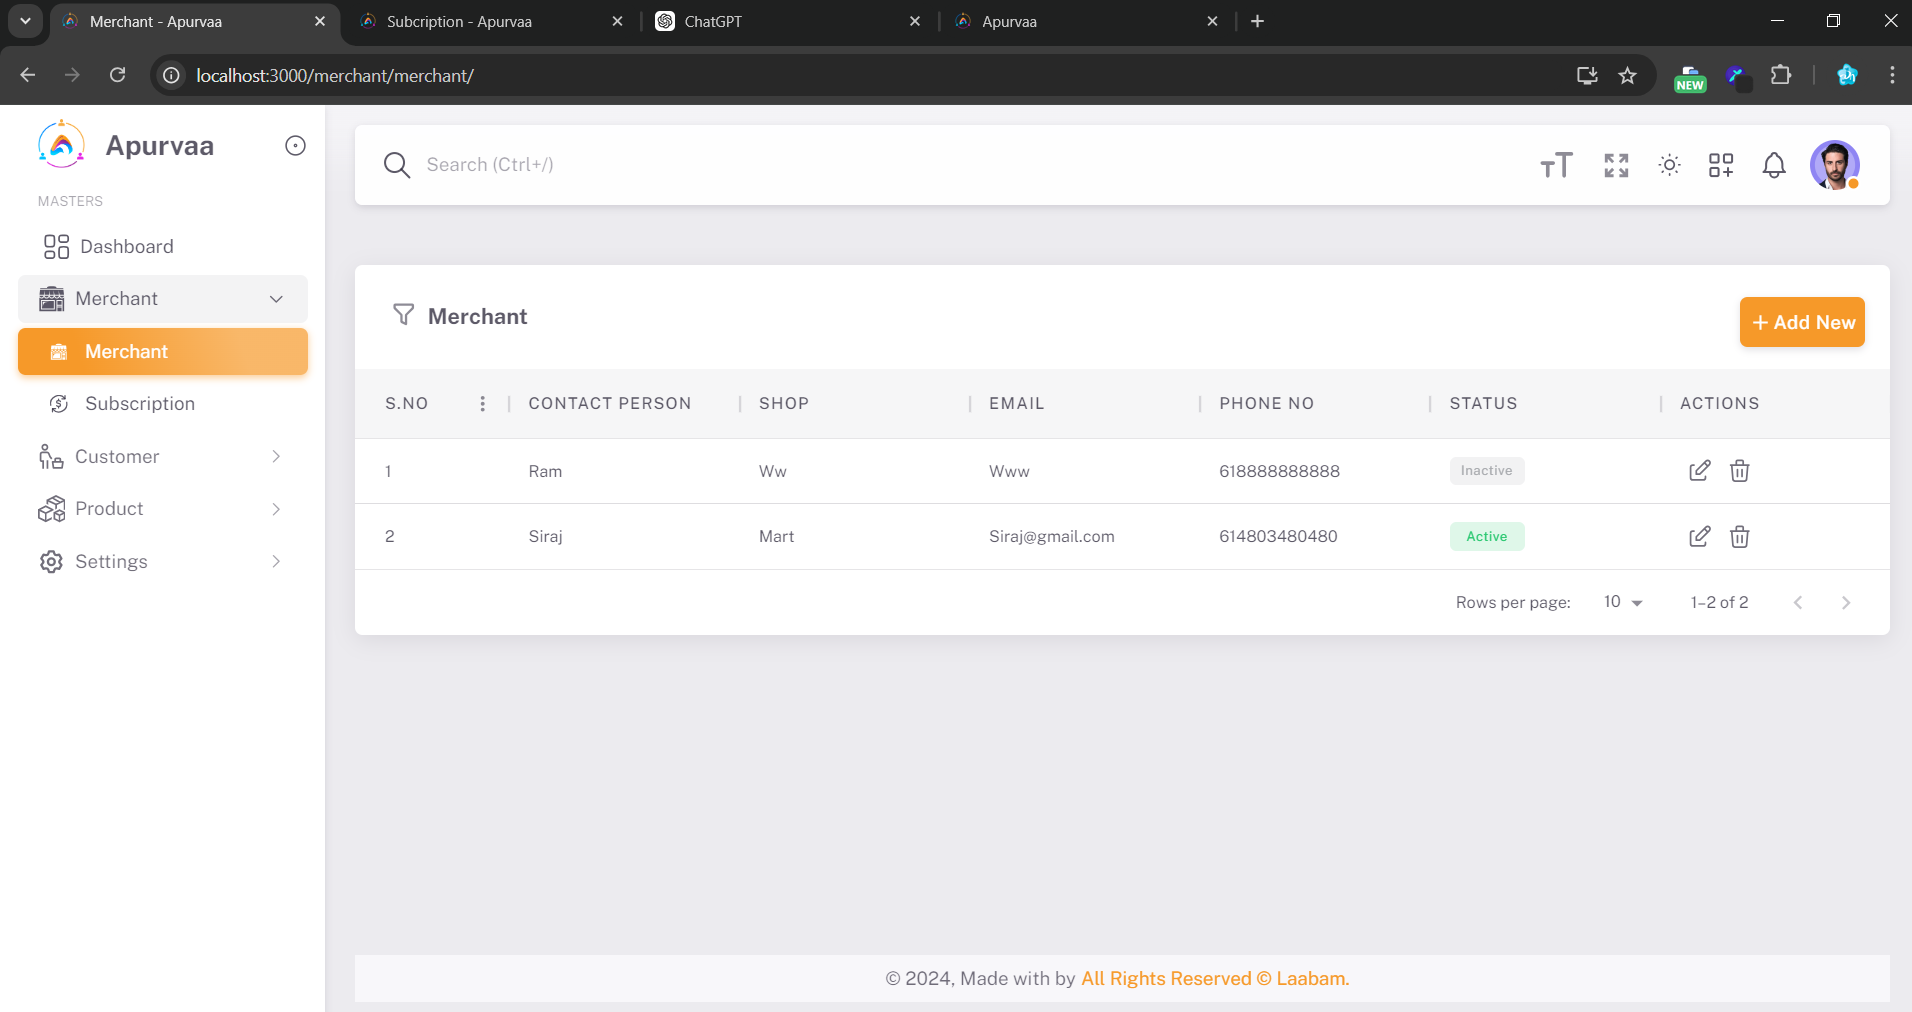 Merchant - Apurvaa
Subcription - Apurvaa
ChatGPT
Apurvaa
localhost:3000/merchant/merchant/
NEW
Apurvaa
Search (Ctrl+/)
MASTERS
Dashboard
Merchant
Merchant
Subscription
Customer
Product
Settings
Merchant
+ Add New
S.NO CONTACT PERSON SHOP EMAIL PHONE NO STATUS ACTIONS
1 Ram Ww Www 618888888888 Inactive
2 Siraj Mart Siraj@gmail.com 614803480480 Active
Rows per page: 10 1–2 of 2
© 2024, Made with by All Rights Reserved © Laabam.